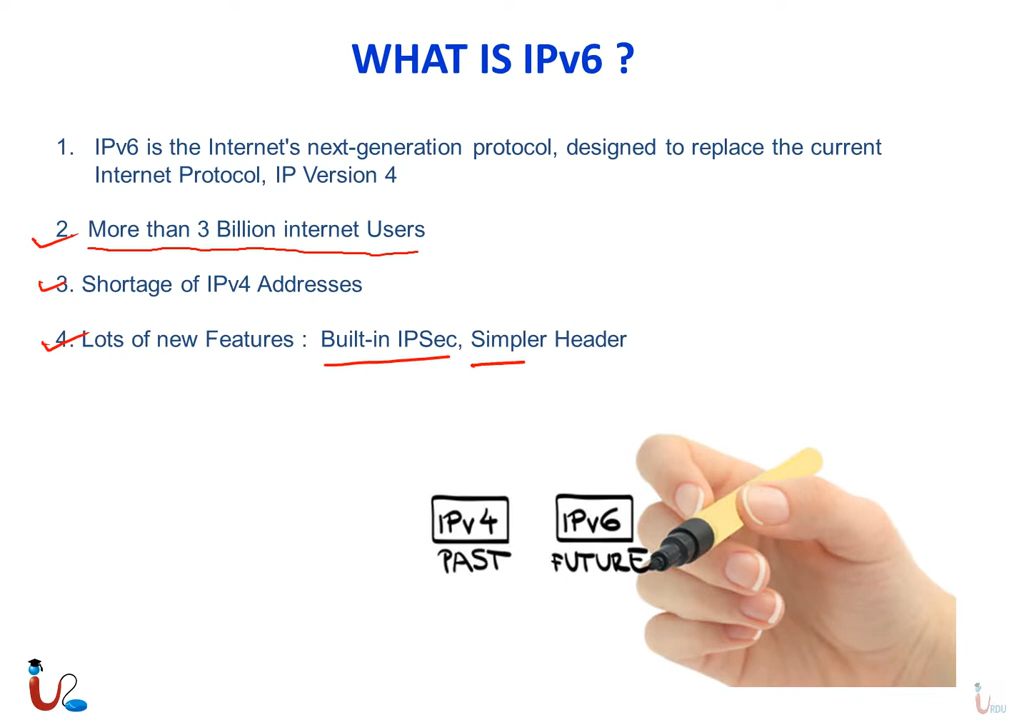 WHAT IS IPv6 ?
1. IPv6 is the Internet's next-generation protocol, designed to replace the current
Internet Protocol, IP Version 4
2. More than 3 Billion internet Users
3. Shortage of IPv4 Addresses
4. Lots of new Features : Built-in IPSec, Simpler Header
IPv4 IPv6
PAST FUTURE
URDU